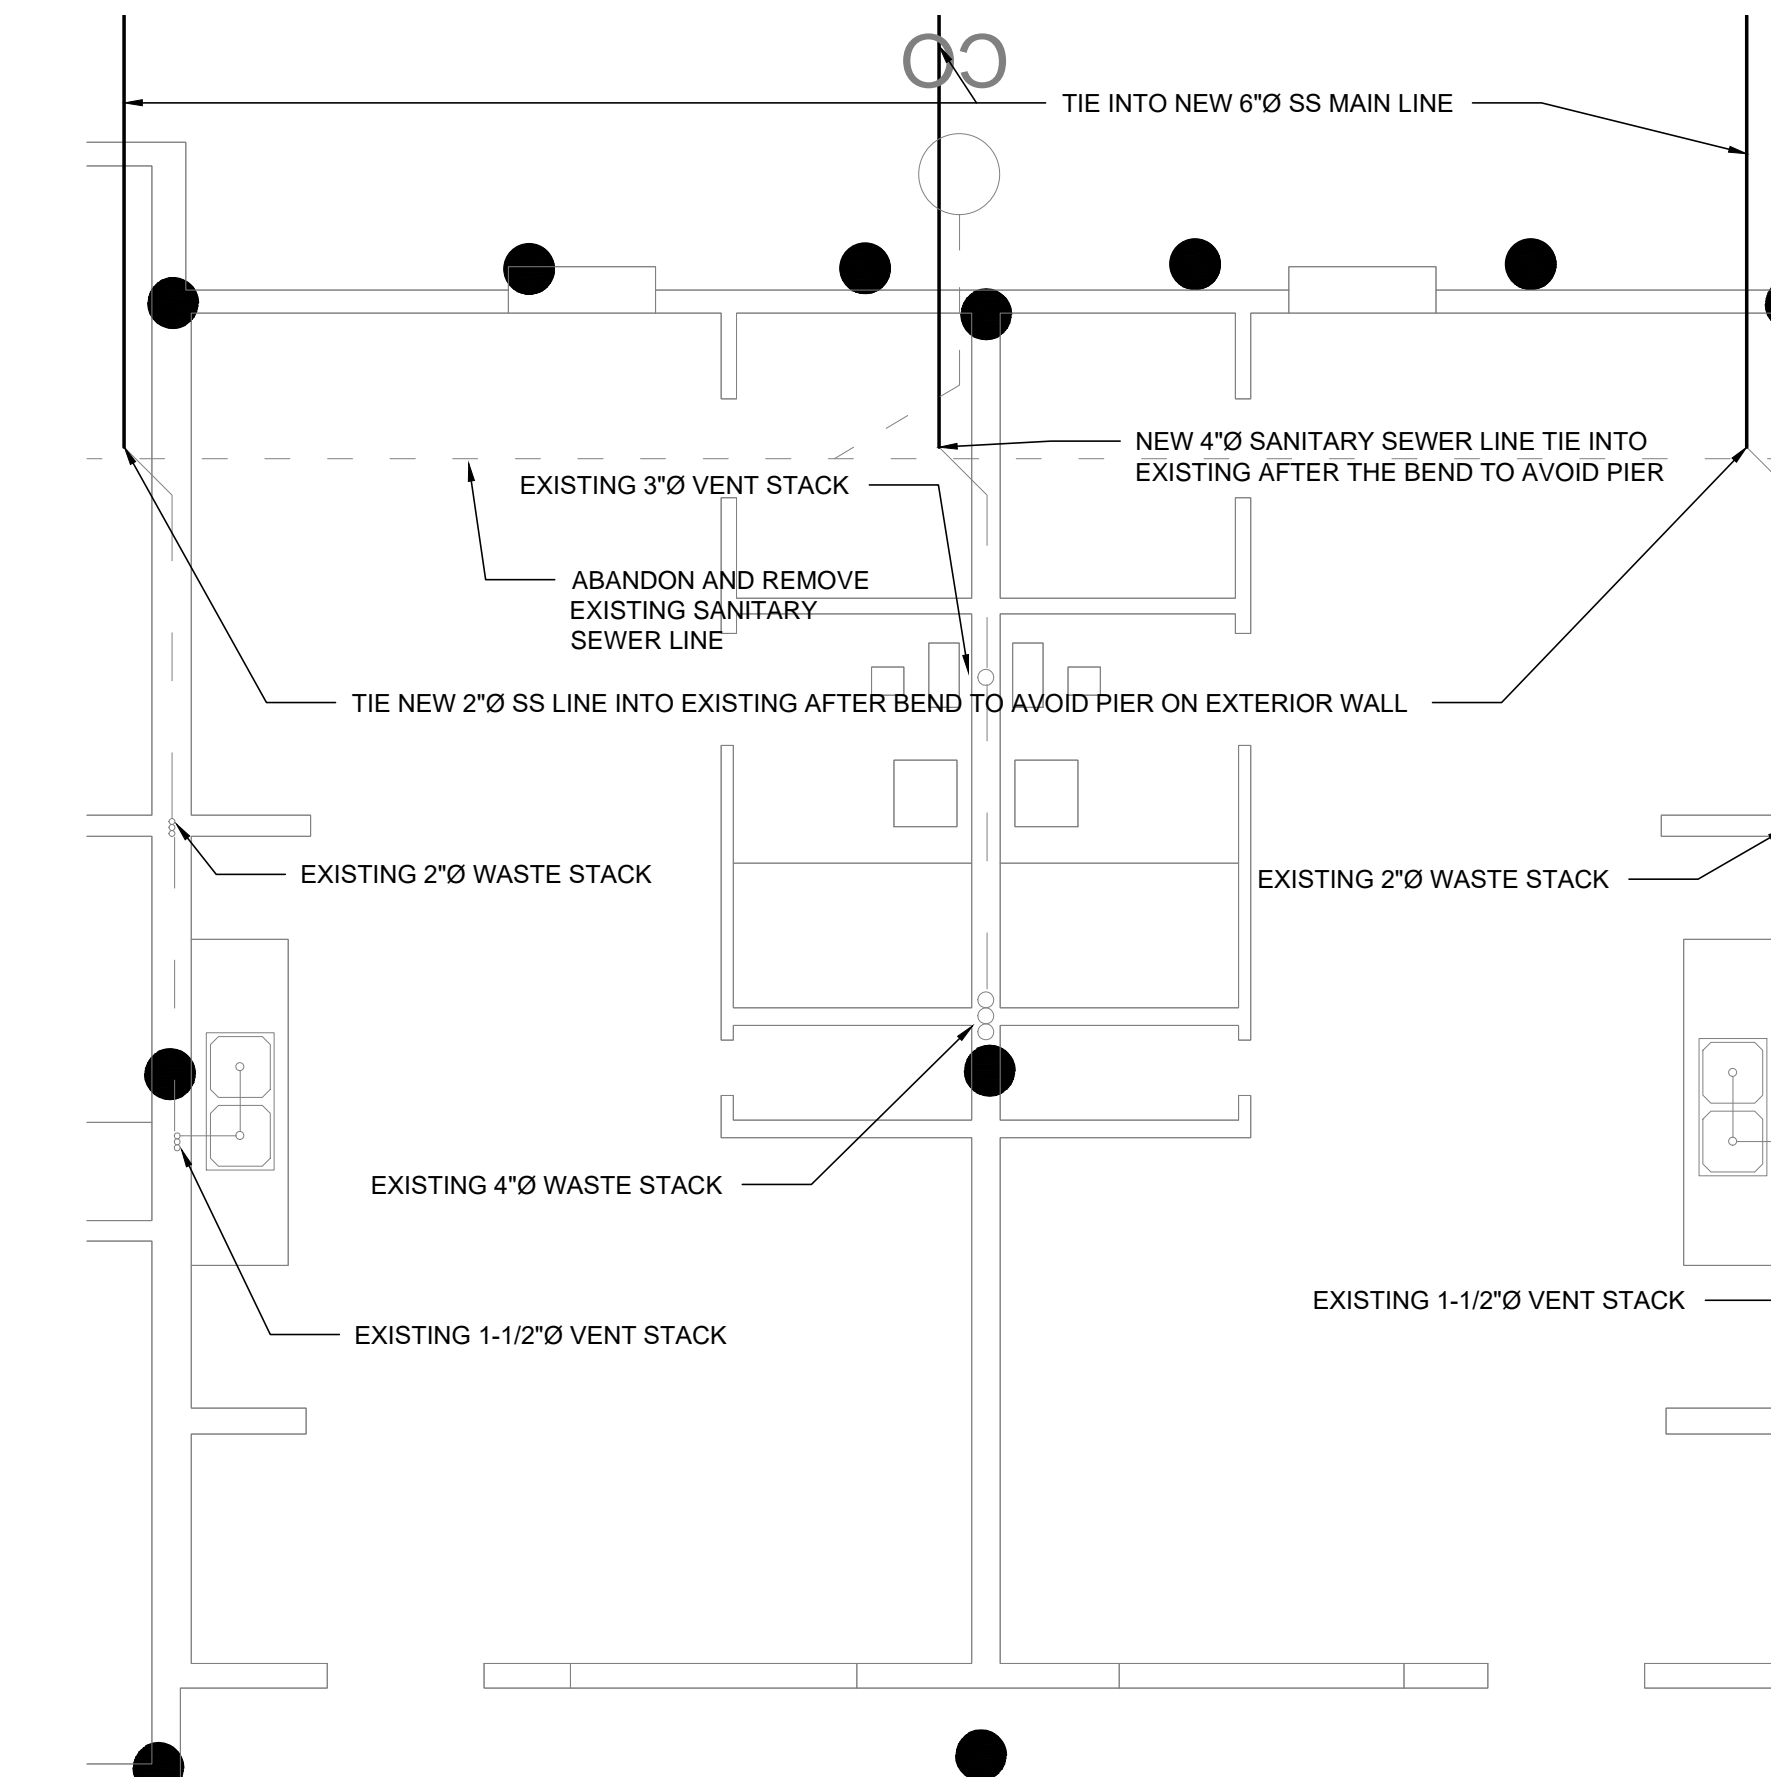 CO
TIE INTO NEW 6"Ø SS MAIN LINE
NEW 4"Ø SANITARY SEWER LINE TIE INTO
EXISTING AFTER THE BEND TO AVOID PIER
EXISTING 3"Ø VENT STACK
ABANDON AND REMOVE
EXISTING SANITARY
SEWER LINE
TIE NEW 2"Ø SS LINE INTO EXISTING AFTER BEND TO AVOID PIER ON EXTERIOR WALL
EXISTING 2"Ø WASTE STACK
EXISTING 2"Ø WASTE STACK
EXISTING 4"Ø WASTE STACK
EXISTING 1-1/2"Ø VENT STACK
EXISTING 1-1/2"Ø VENT STACK